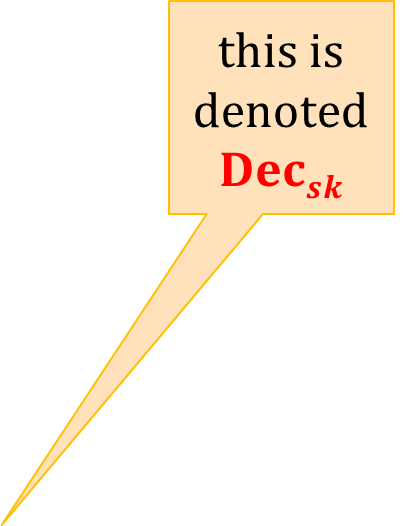 this is
denoted
Dec_sk